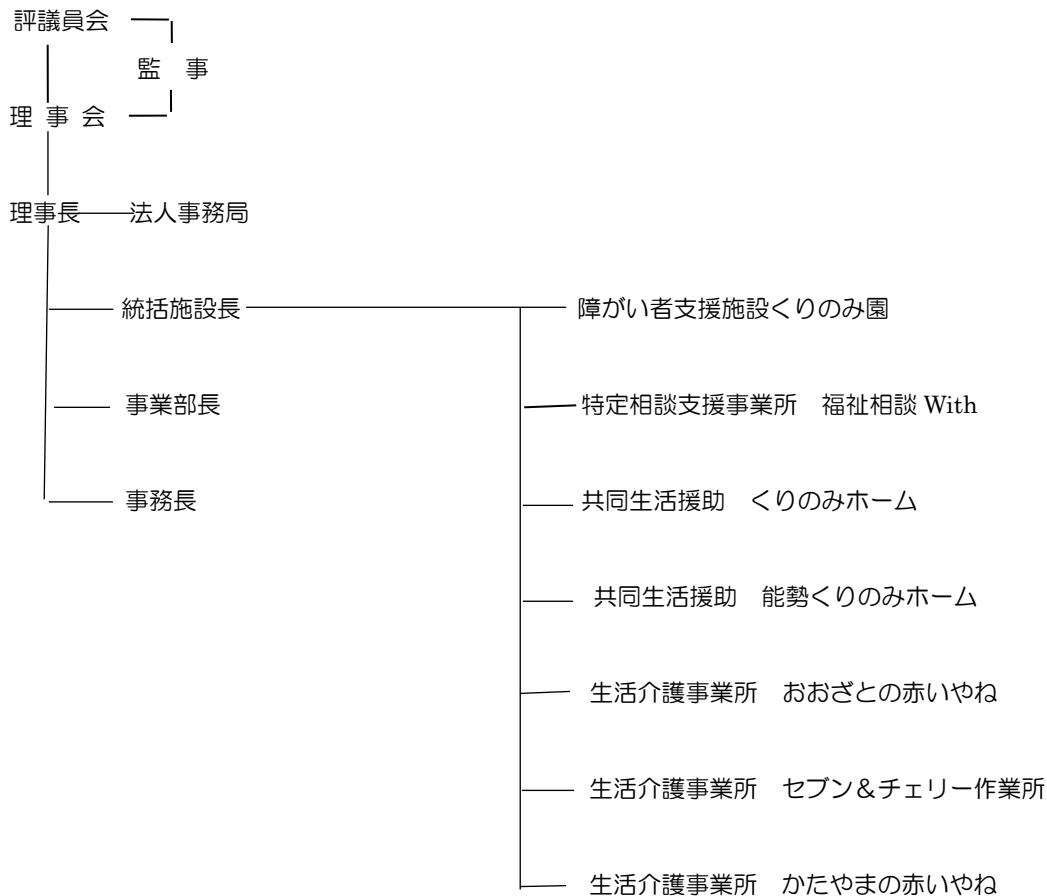 評議員会
監　事
理 事 会
理事長 法人事務局
統括施設長 障がい者支援施設くりのみ園
事業部長 特定相談支援事業所　福祉相談 With
事務長 共同生活援助　くりのみホーム
共同生活援助　能勢くりのみホーム
生活介護事業所　おおざとの赤いやね
生活介護事業所　セブン＆チェリー作業所
生活介護事業所　かたやまの赤いやね